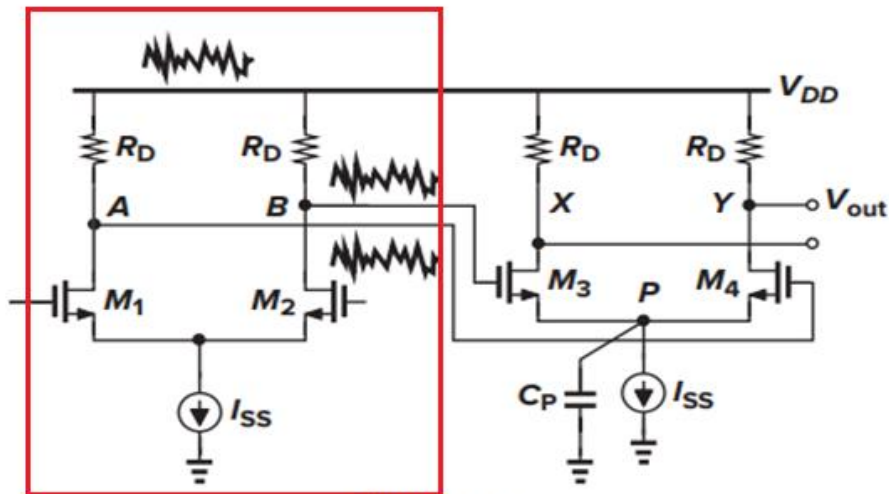 V_DD
R_D R_D R_D R_D
A B X Y V_out
M_1 M_2 M_3 P M_4
C_P I_SS
I_SS